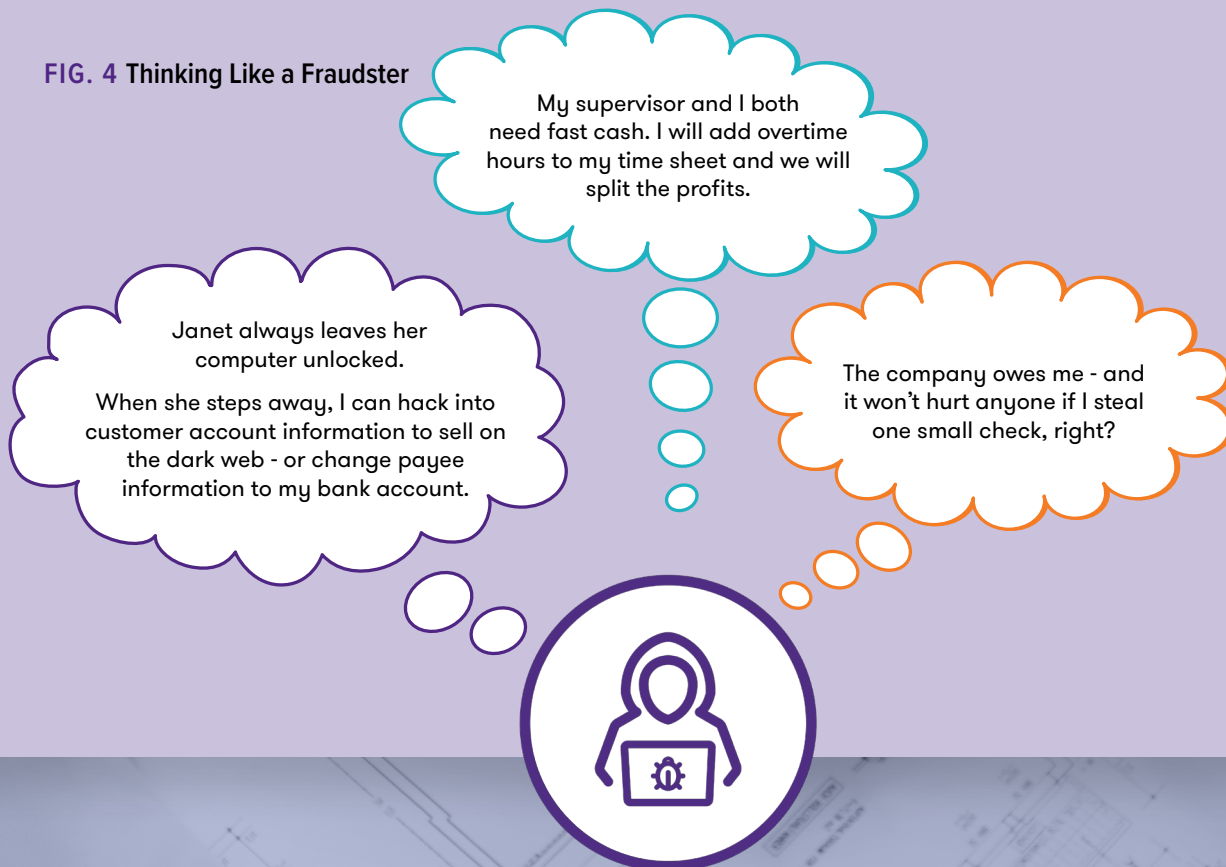 FIG. 4 Thinking Like a Fraudster
My supervisor and I both
need fast cash. I will add overtime
hours to my time sheet and we will
split the profits.
Janet always leaves her
computer unlocked.
When she steps away, I can hack into
customer account information to sell on
the dark web - or change payee
information to my bank account.
The company owes me - and
it won't hurt anyone if I steal
one small check, right?